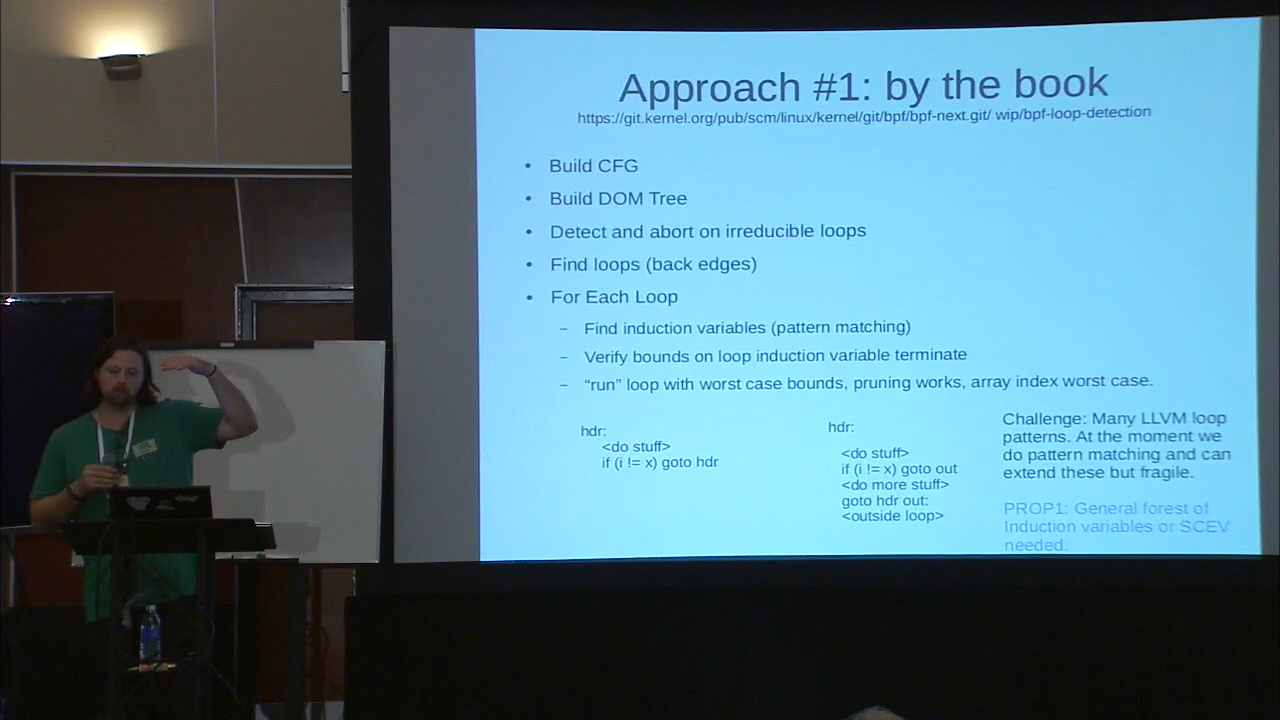 Approach #1: by the book
https://git.kernel.org/pub/scm/linux/kernel/git/bpf/bpf-next.git/ wip/bpf-loop-detection
• Build CFG
• Build DOM Tree
• Detect and abort on irreducible loops
• Find loops (back edges)
• For Each Loop
– Find induction variables (pattern matching)
– Verify bounds on loop induction variable terminate
– “run” loop with worst case bounds, pruning works, array index worst case.
hdr:
<do stuff>
if (i != x) goto hdr
hdr:
<do stuff>
if (i != x) goto out
<do more stuff>
goto hdr out:
<outside loop>
Challenge: Many LLVM loop
patterns. At the moment we
do pattern matching and can
extend these but fragile.
PROP1: General forest of
Induction variables or SCEV
needed.